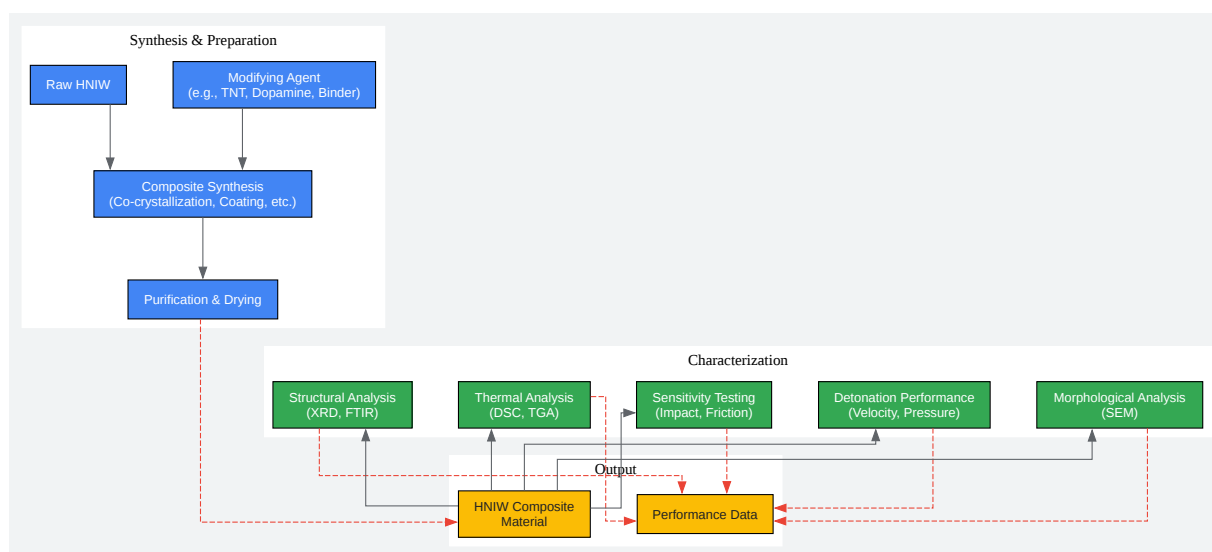 Synthesis & Preparation
Raw HNIW
Modifying Agent
(e.g., TNT, Dopamine, Binder)
Composite Synthesis
(Co-crystallization, Coating, etc.)
Purification & Drying
Characterization
Structural Analysis
(XRD, FTIR)
Thermal Analysis
(DSC, TGA)
Sensitivity Testing
(Impact, Friction)
Detonation Performance
(Velocity, Pressure)
Morphological Analysis
(SEM)
Output
HNIW Composite
Material
Performance Data